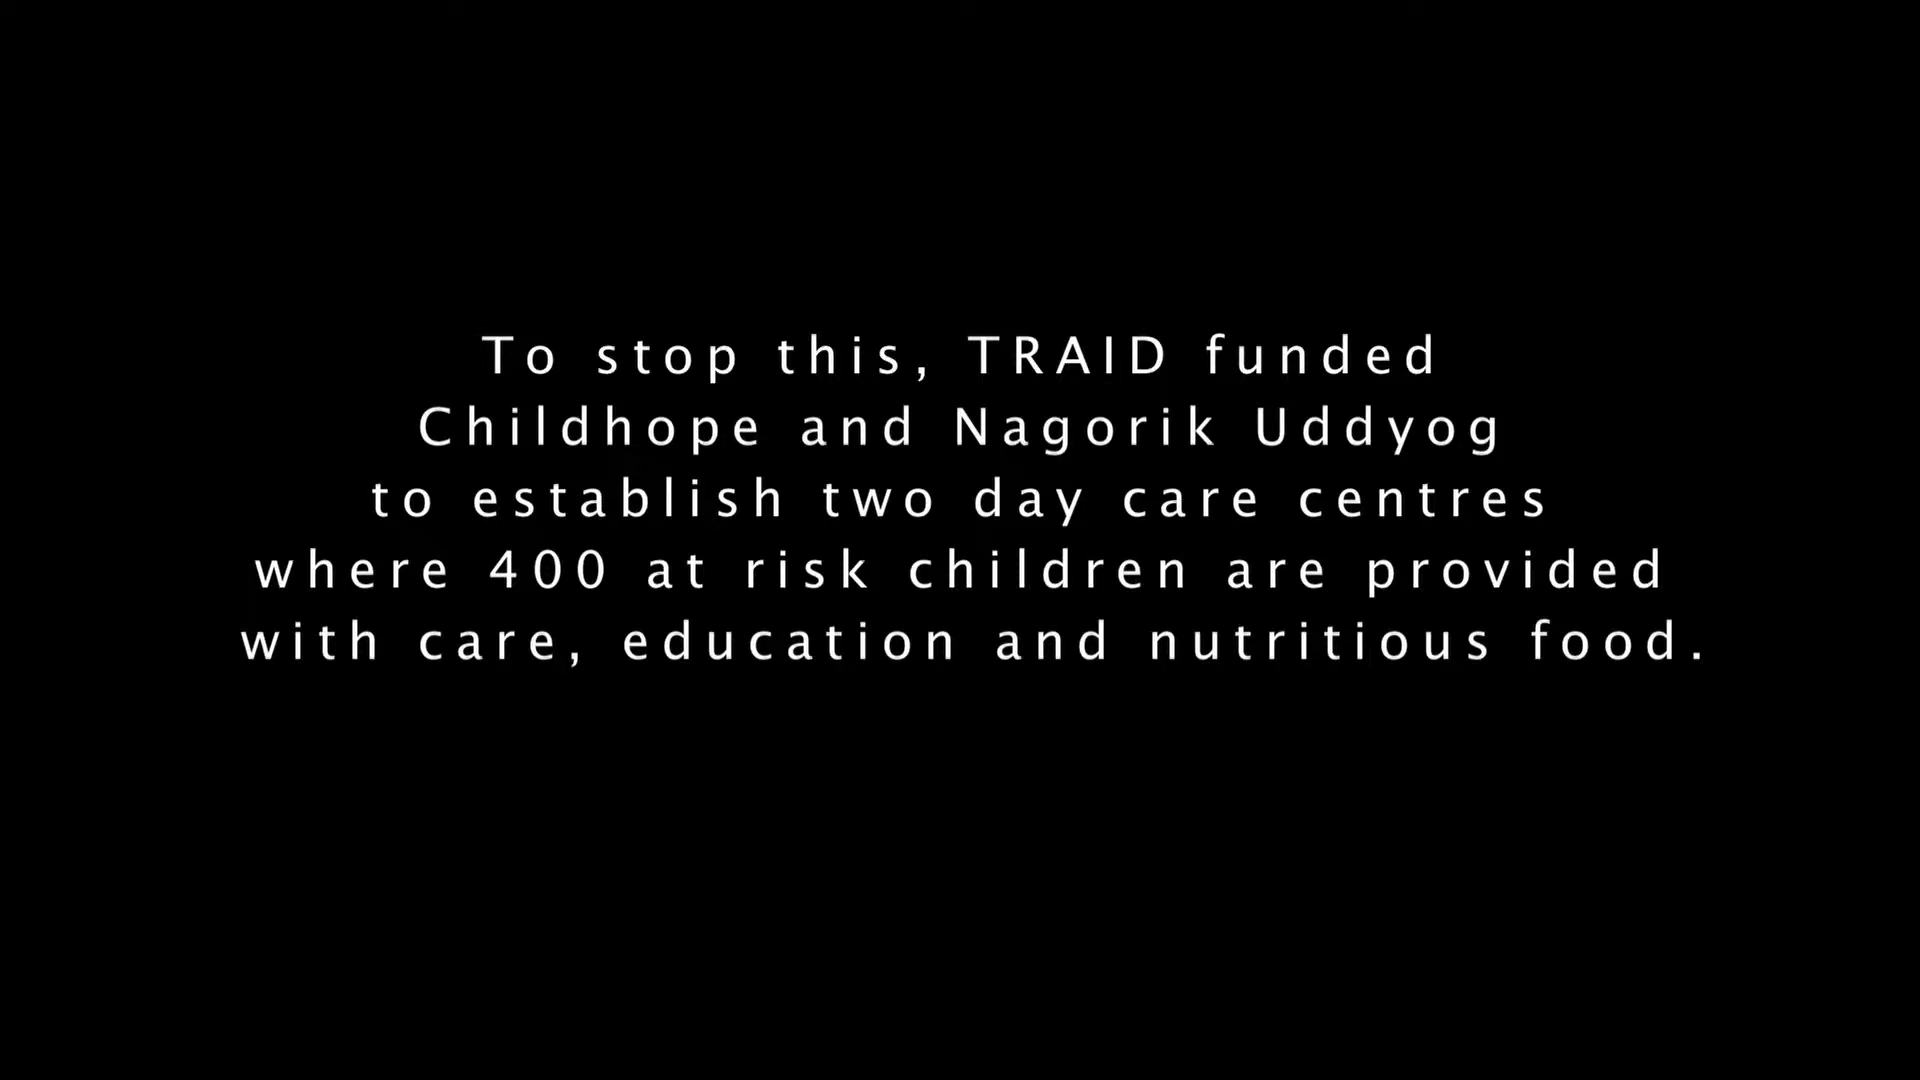 To stop this, TRAID funded
Childhope and Nagorik Uddyog
to establish two day care centres
where 400 at risk children are provided
with care, education and nutritious food.